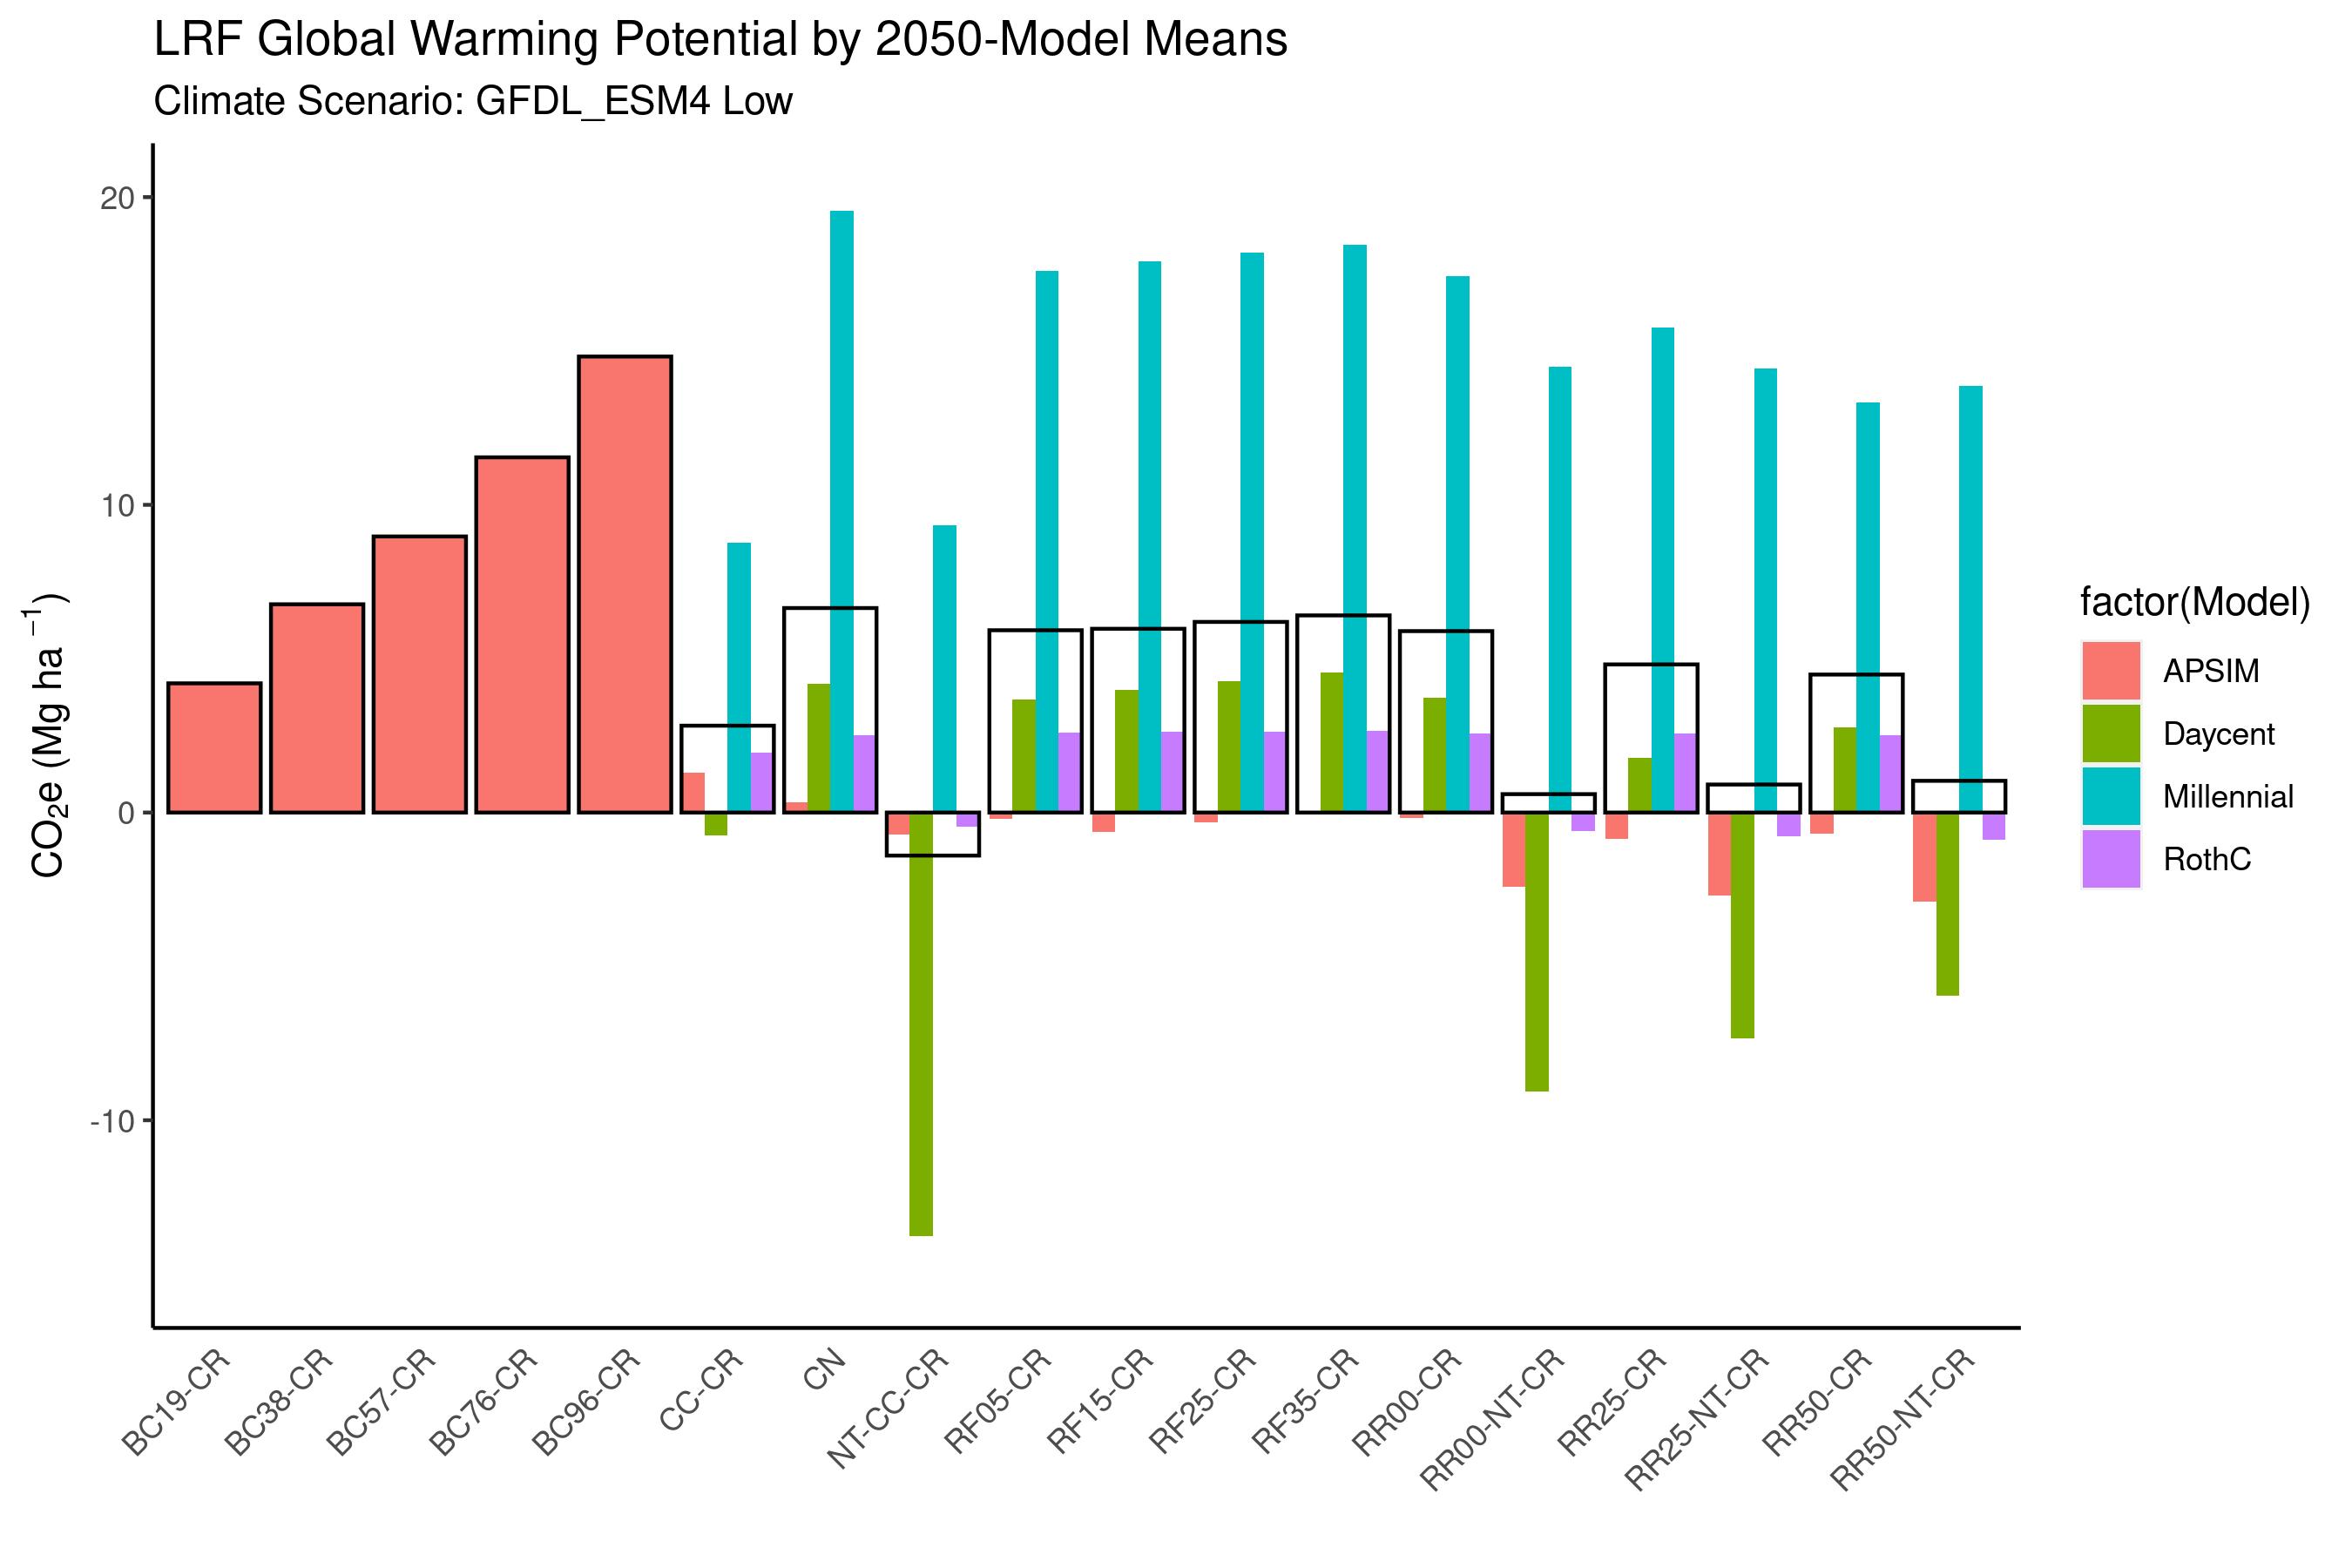 LRF Global Warming Potential by 2050-Model Means
Climate Scenario: GFDL_ESM4 Low
CO₂e (Mg ha ⁻¹)
20
10
0
-10
BC19-CR
BC38-CR
BC57-CR
BC76-CR
BC96-CR
CC-CR
CN
NT-CC-CR
RF05-CR
RF15-CR
RF25-CR
RF35-CR
RR00-CR
RR00-NT-CR
RR25-CR
RR25-NT-CR
RR50-CR
RR50-NT-CR
factor(Model)
APSIM
Daycent
Millennial
RothC